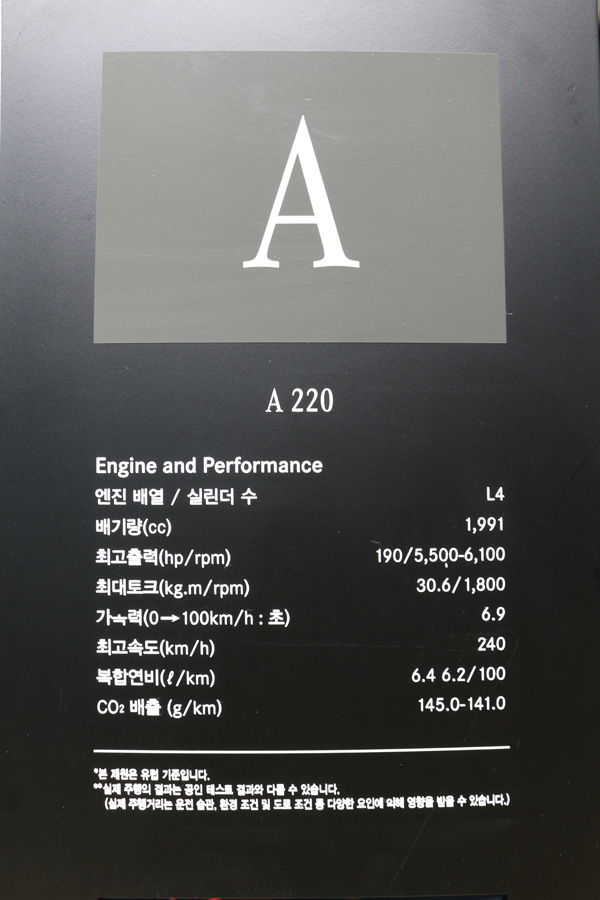 A
A 220
Engine and Performance
엔진 배열 / 실린더 수 L4
배기량(cc) 1,991
최고출력(hp/rpm) 190/5,500-6,100
최대토크(kg.m/rpm) 30.6/1,800
가속력(0→100km/h : 초) 6.9
최고속도(km/h) 240
복합연비(ℓ/km) 6.4 6.2/100
CO₂ 배출 (g/km) 145.0-141.0
*본 제원은 유럽 기준입니다.
**실제 주행의 결과는 공인 테스트 결과와 다를 수 있습니다.
(실제 주행거리는 운전 습관, 환경 조건 및 도로 조건 등 다양한 요인에 의해 영향을 받을 수 있습니다.)